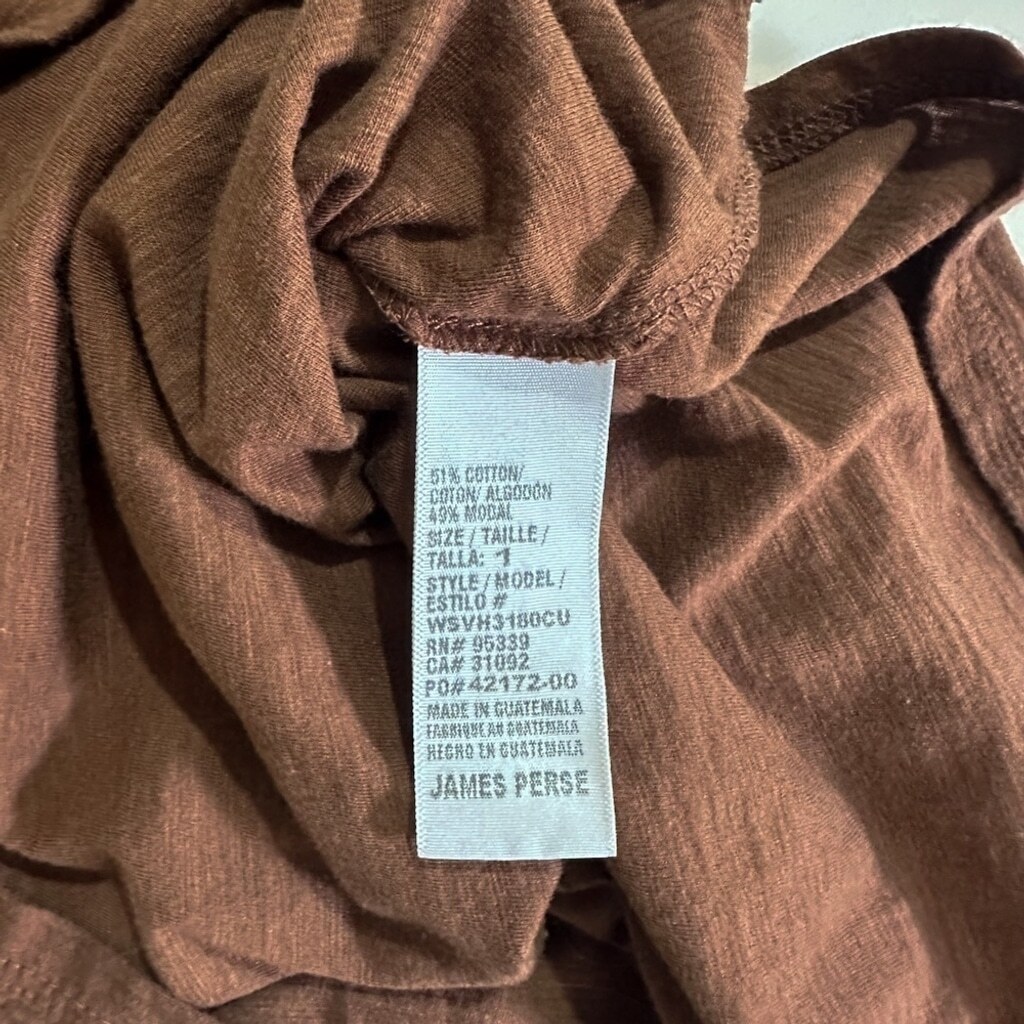 51% COTTON/
COTON/ ALGODÓN
49% MODAL
SIZE / TAILLE /
TALLA: 1
STYLE / MODEL /
ESTILO #
WSVH3180CU
RN# 95339
CA# 31092
PO#42172-00
MADE IN GUATEMALA
FABRIQUE AU GUATEMALA
HECHO EN GUATEMALA
JAMES PERSE